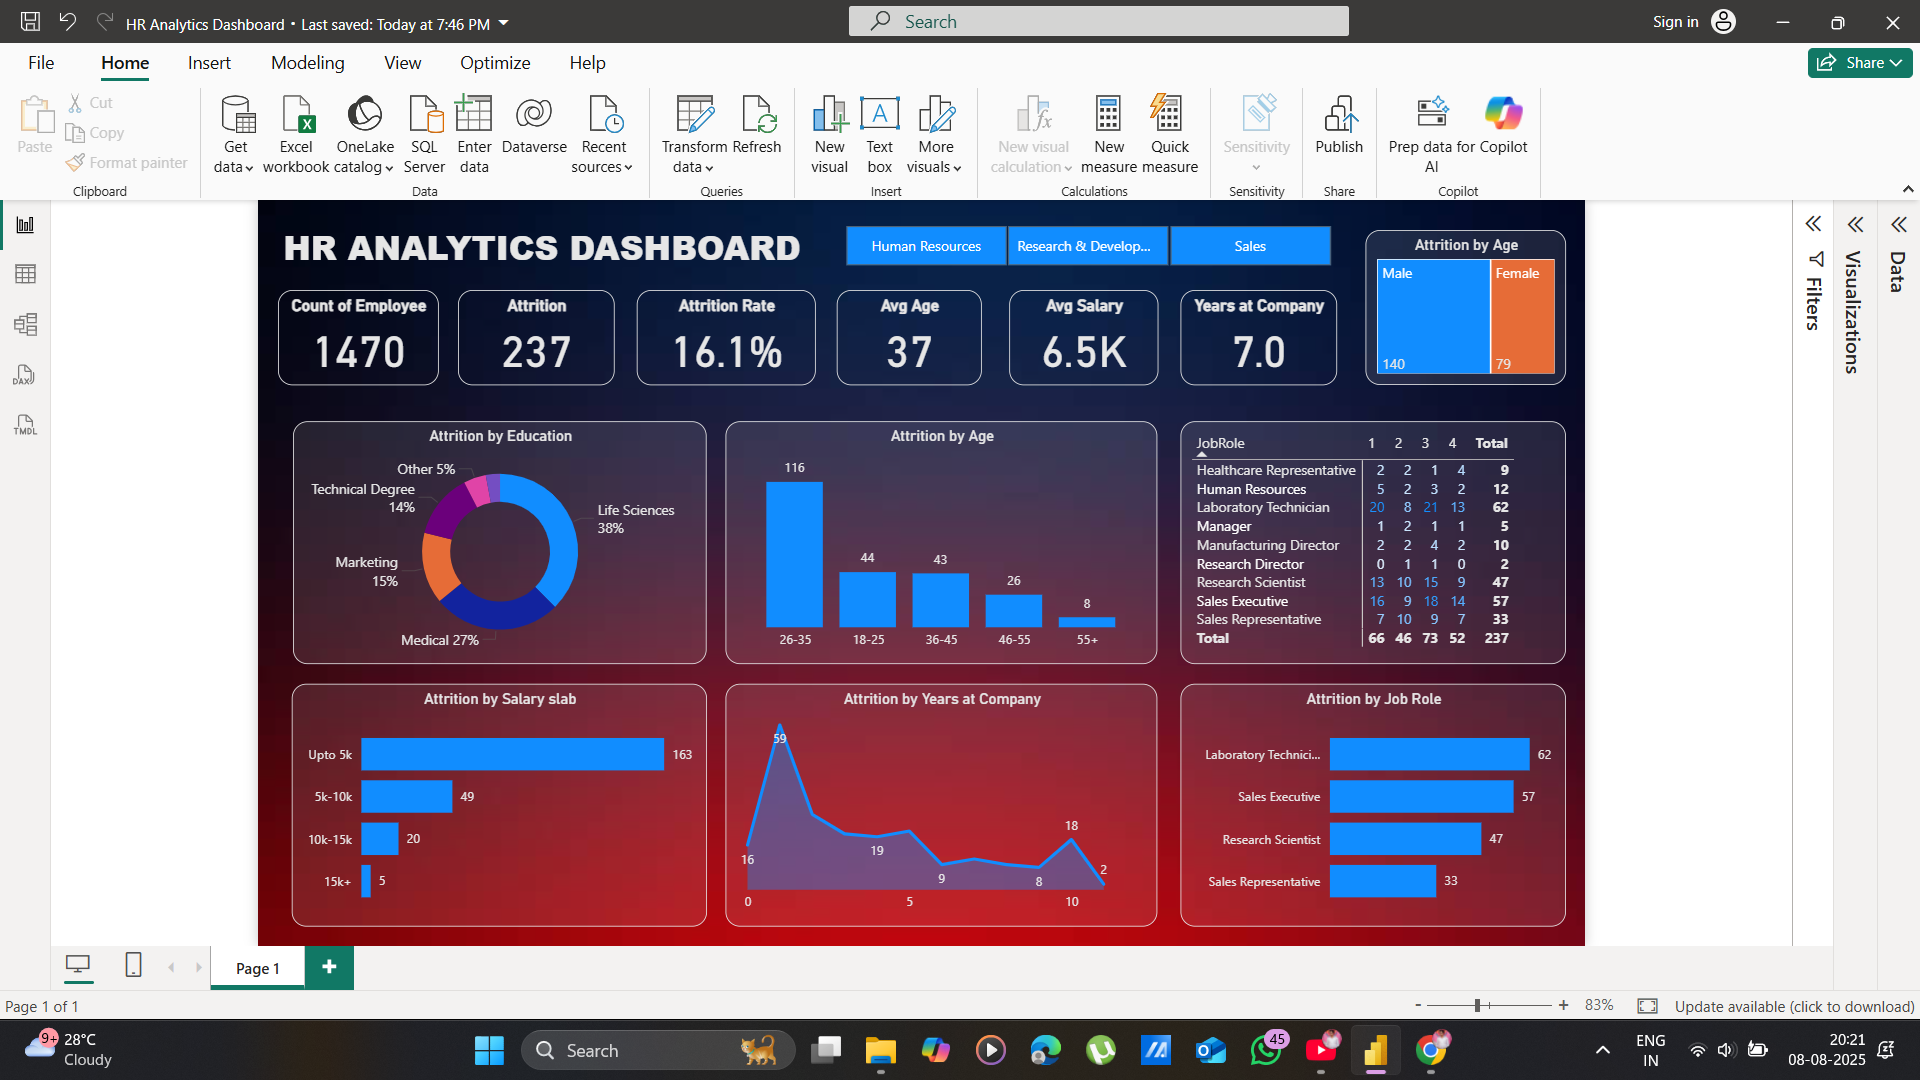 HR Analytics Dashboard • Last saved: Today at 7:46 PM
Search
Sign in
File Home Insert Modeling View Optimize Help
Share
Paste
Cut
Copy
Format painter
Clipboard
Get data
Excel workbook
OneLake catalog
SQL Server
Enter data
Dataverse
Recent sources
Data
Transform data
Refresh
Queries
New visual
Text box
More visuals
Insert
New visual calculation
New measure
Quick measure
Calculations
Sensitivity
Sensitivity
Publish
Share
Prep data for AI
Copilot
Copilot
DAX
TMDL
HR ANALYTICS DASHBOARD
Human Resources
Research & Develop...
Sales
Count of Employee
1470
Attrition
237
Attrition Rate
16.1%
Avg Age
37
Avg Salary
6.5K
Years at Company
7.0
Attrition by Age
Male
Female
140
79
Filters
Visualizations
Data
Attrition by Education
Other 5%
Technical Degree
14%
Life Sciences
38%
Marketing
15%
Medical 27%
Attrition by Age
116
44
43
26
8
26-35 18-25 36-45 46-55 55+
JobRole 1 2 3 4 Total
Healthcare Representative 2 2 1 4 9
Human Resources 5 2 3 2 12
Laboratory Technician 20 8 21 13 62
Manager 1 2 1 1 5
Manufacturing Director 2 2 4 2 10
Research Director 0 1 1 0 2
Research Scientist 13 10 15 9 47
Sales Executive 16 9 18 14 57
Sales Representative 7 10 9 7 33
Total 66 46 73 52 237
Attrition by Salary slab
Upto 5k 163
5k-10k 49
10k-15k 20
15k+ 5
Attrition by Years at Company
59
16
19
9
8
18
2
0 5 10
Attrition by Job Role
Laboratory Technici... 62
Sales Executive 57
Research Scientist 47
Sales Representative 33
Page 1
+
Page 1 of 1
- + 83%
Update available (click to download)
9+
28°C
Cloudy
Search
45
ENG
IN
20:21
08-08-2025